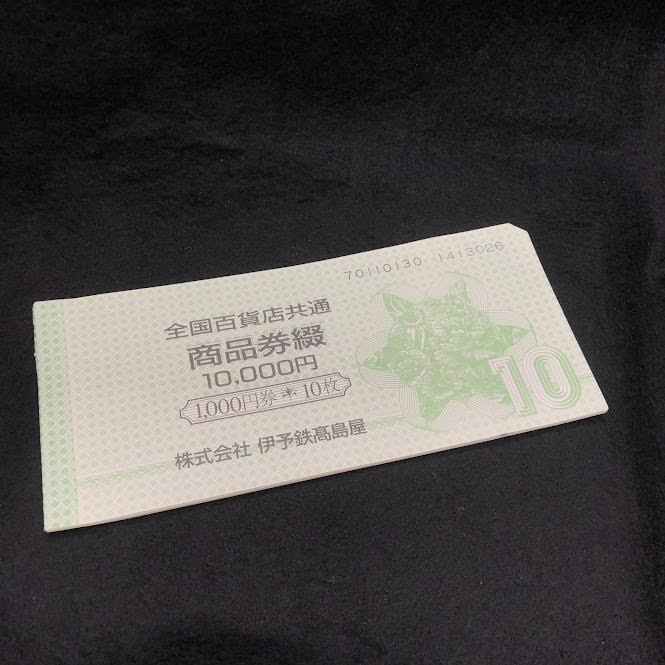 70110130 1413026
全国百貨店共通
商品券綴
10,000円
1,000円券＊10枚
株式会社 伊予鉄髙島屋
10